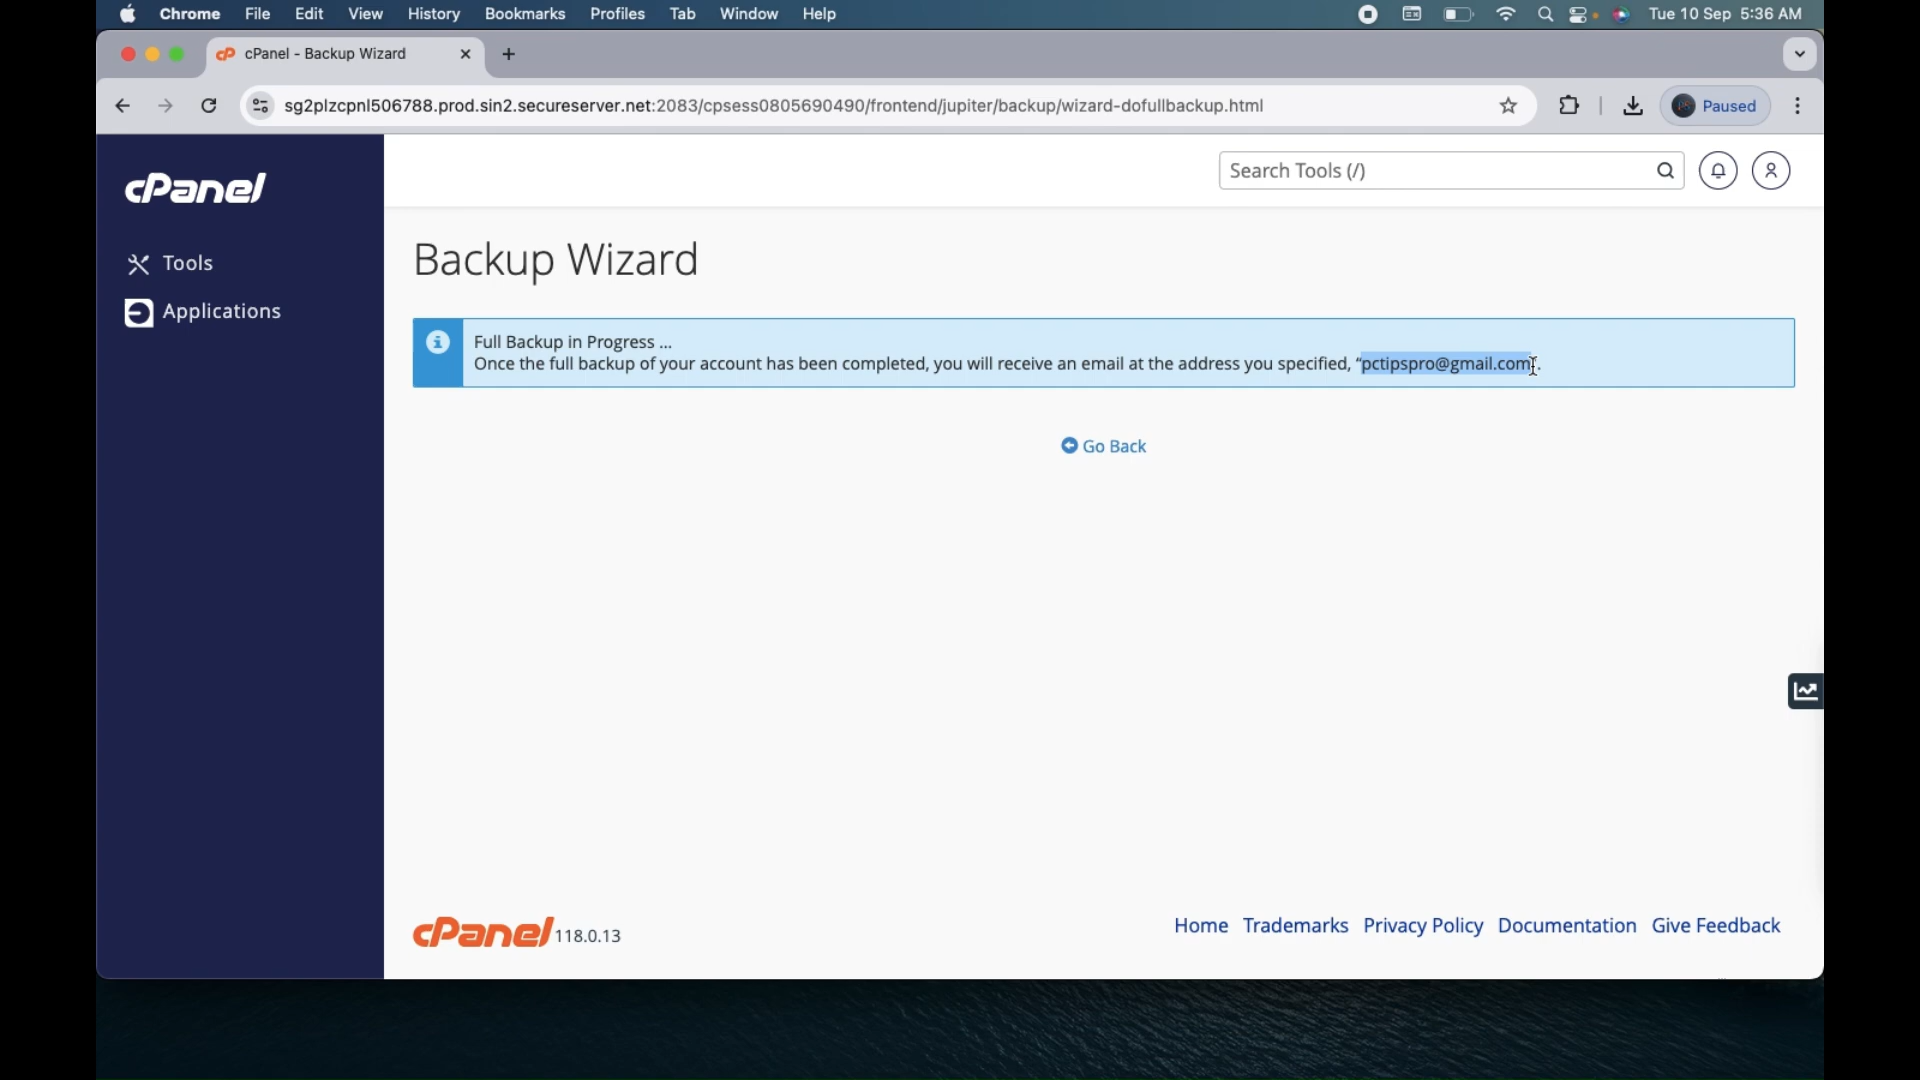 Chrome File Edit View History Bookmarks Profiles Tab Window Help Tue 10 Sep 5:36 AM
cPanel - Backup Wizard
sg2plzcpnl506788.prod.sin2.secureserver.net:2083/cpsess0805690490/frontend/jupiter/backup/wizard-dofullbackup.html Paused
cPanel
Search Tools (/)
Tools
Applications
Backup Wizard
Full Backup in Progress ...
Once the full backup of your account has been completed, you will receive an email at the address you specified, “pctipspro@gmail.com”.
Go Back
cPanel 118.0.13
Home Trademarks Privacy Policy Documentation Give Feedback